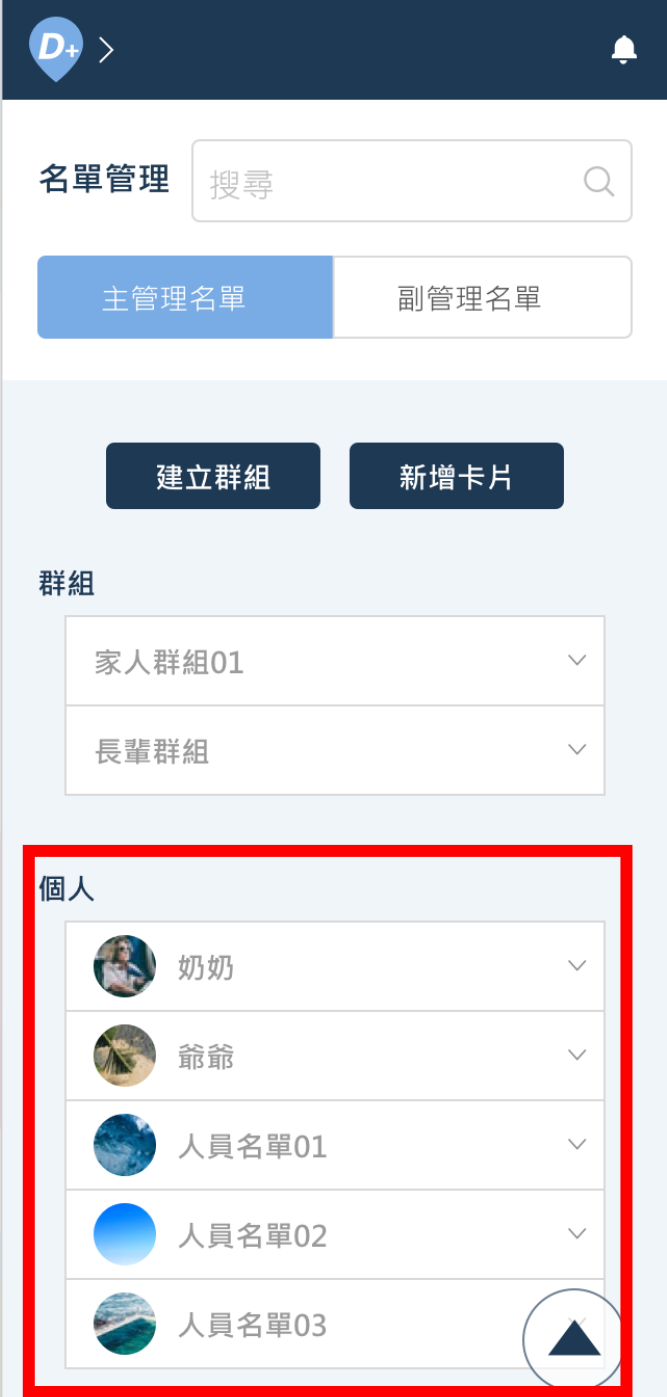 D+
名單管理
搜尋
主管理名單 副管理名單
建立群組 新增卡片
群組
家人群組01
長輩群組
個人
奶奶
爺爺
人員名單01
人員名單02
人員名單03